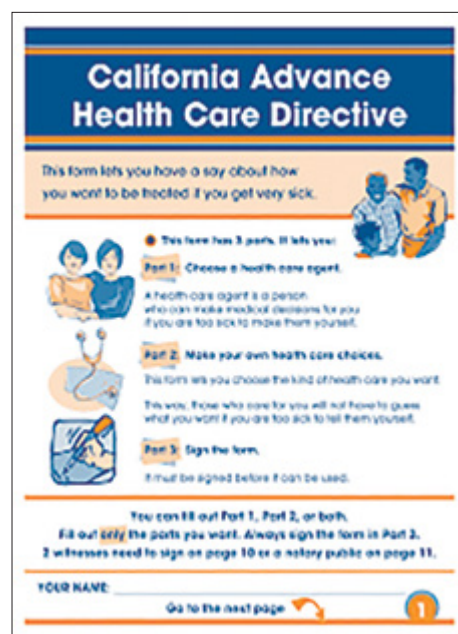 California Advance
Health Care Directive
This form lets you have a say about how
you want to be treated if you get very sick.
This form has 3 parts. It lets you:
Part 1: Choose a health care agent.
A health care agent is a person
who can make medical decisions for you
if you are too sick to make them yourself.
Part 2: Make your own health care choices.
This form lets you choose the kind of health care you want.
This way, those who care for you will not have to guess
what you want if you are too sick to tell them yourself.
Part 3: Sign the form.
It must be signed before it can be used.
You can fill out Part 1, Part 2, or both.
Fill out only the parts you want. Always sign the form in Part 3.
2 witnesses need to sign on page 10 or a notary public on page 11.
YOUR NAME:
Go to the next page
1